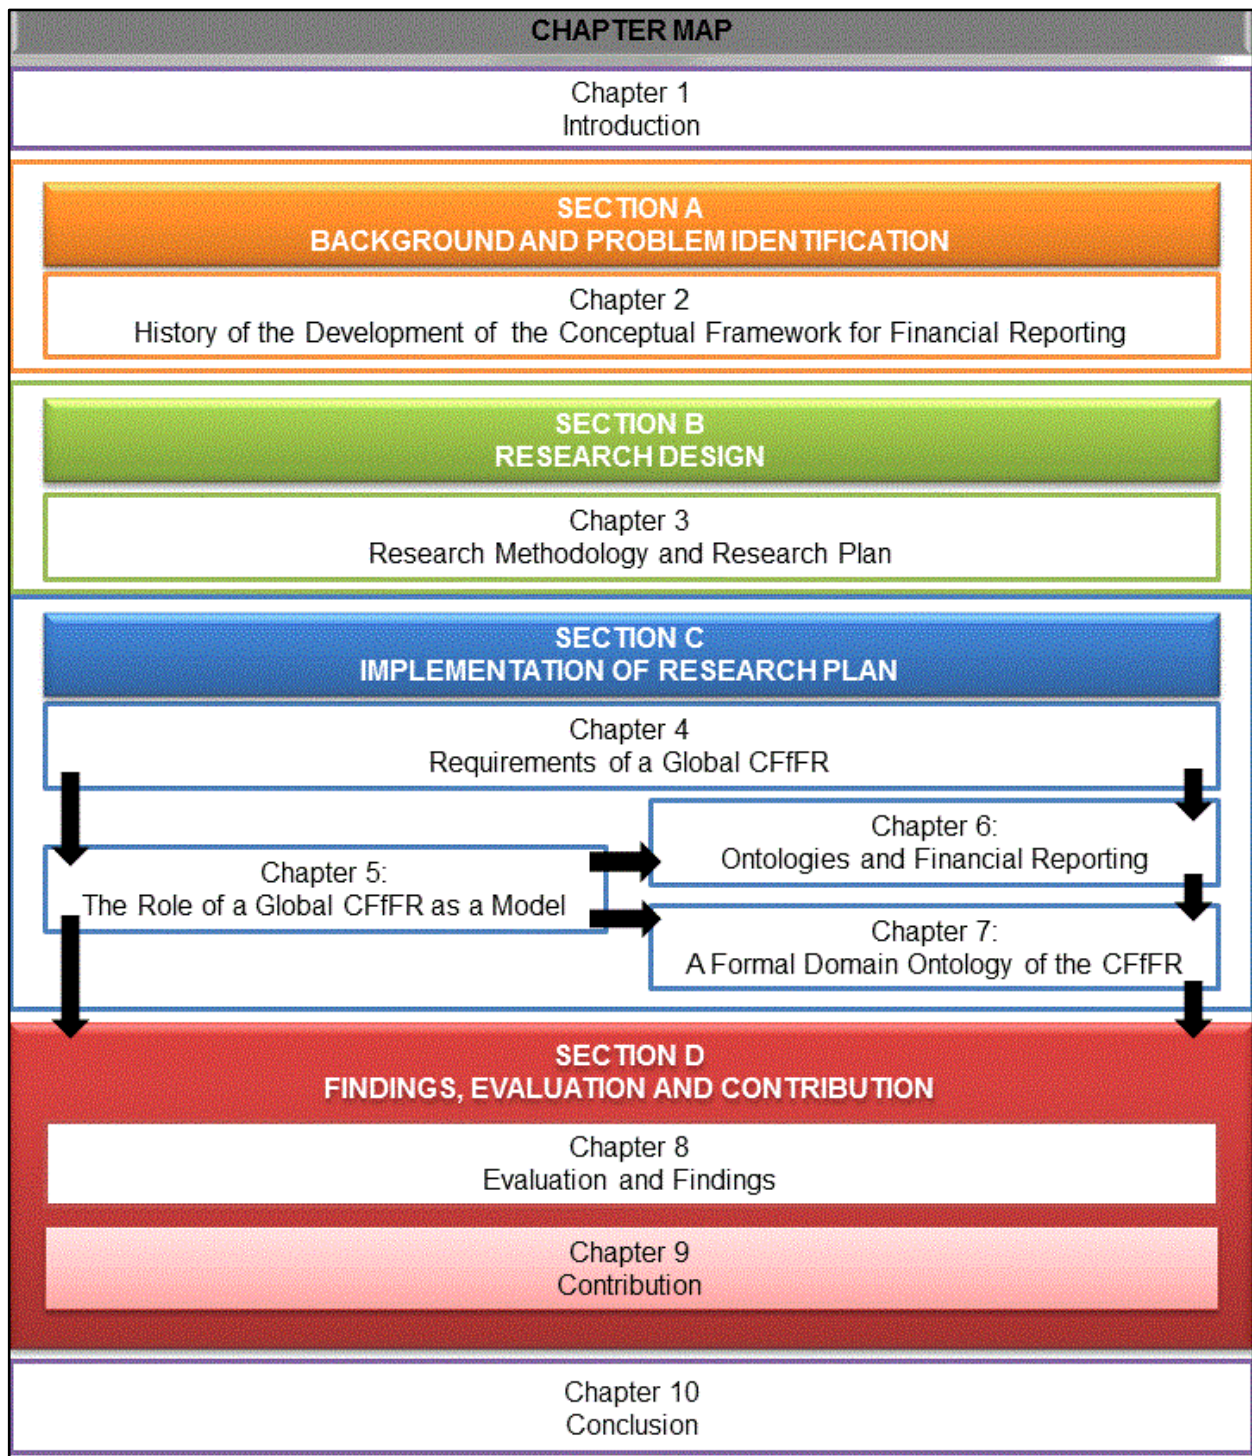 CHAPTER MAP
Chapter 1
Introduction
SECTION A
BACKGROUND AND PROBLEM IDENTIFICATION
Chapter 2
History of the Development of the Conceptual Framework for Financial Reporting
SECTION B
RESEARCH DESIGN
Chapter 3
Research Methodology and Research Plan
SECTION C
IMPLEMENTATION OF RESEARCH PLAN
Chapter 4
Requirements of a Global CFfFR
Chapter 5:
The Role of a Global CFfFR as a Model
Chapter 6:
Ontologies and Financial Reporting
Chapter 7:
A Formal Domain Ontology of the CFfFR
SECTION D
FINDINGS, EVALUATION AND CONTRIBUTION
Chapter 8
Evaluation and Findings
Chapter 9
Contribution
Chapter 10
Conclusion